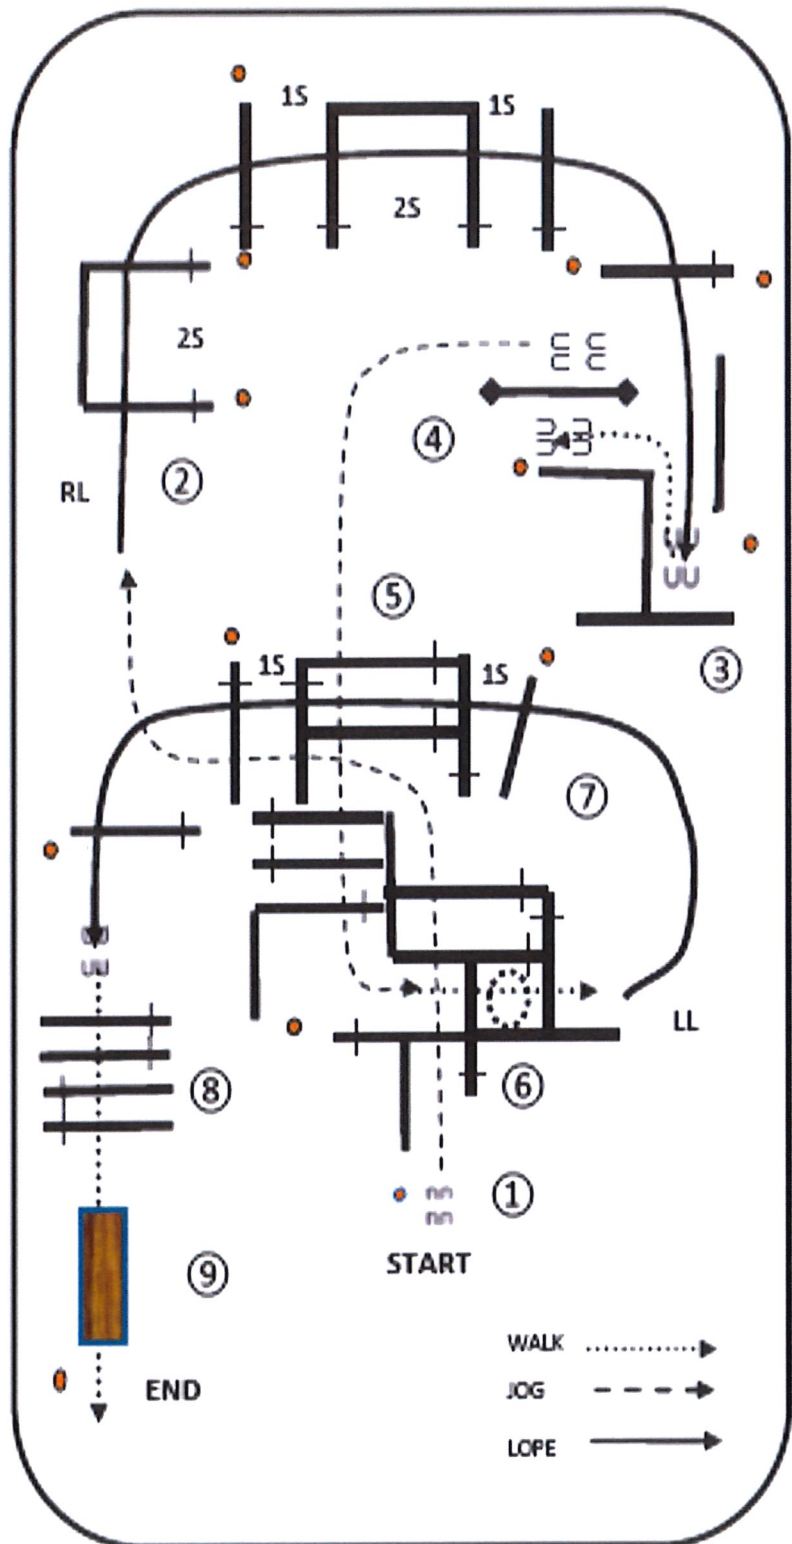 1S
1S
2S
2S
④
RL
②
⑤
③
1S
1S
⑦
LL
⑧
⑥
①
START
⑨
WALK
END
JOG
LOPE